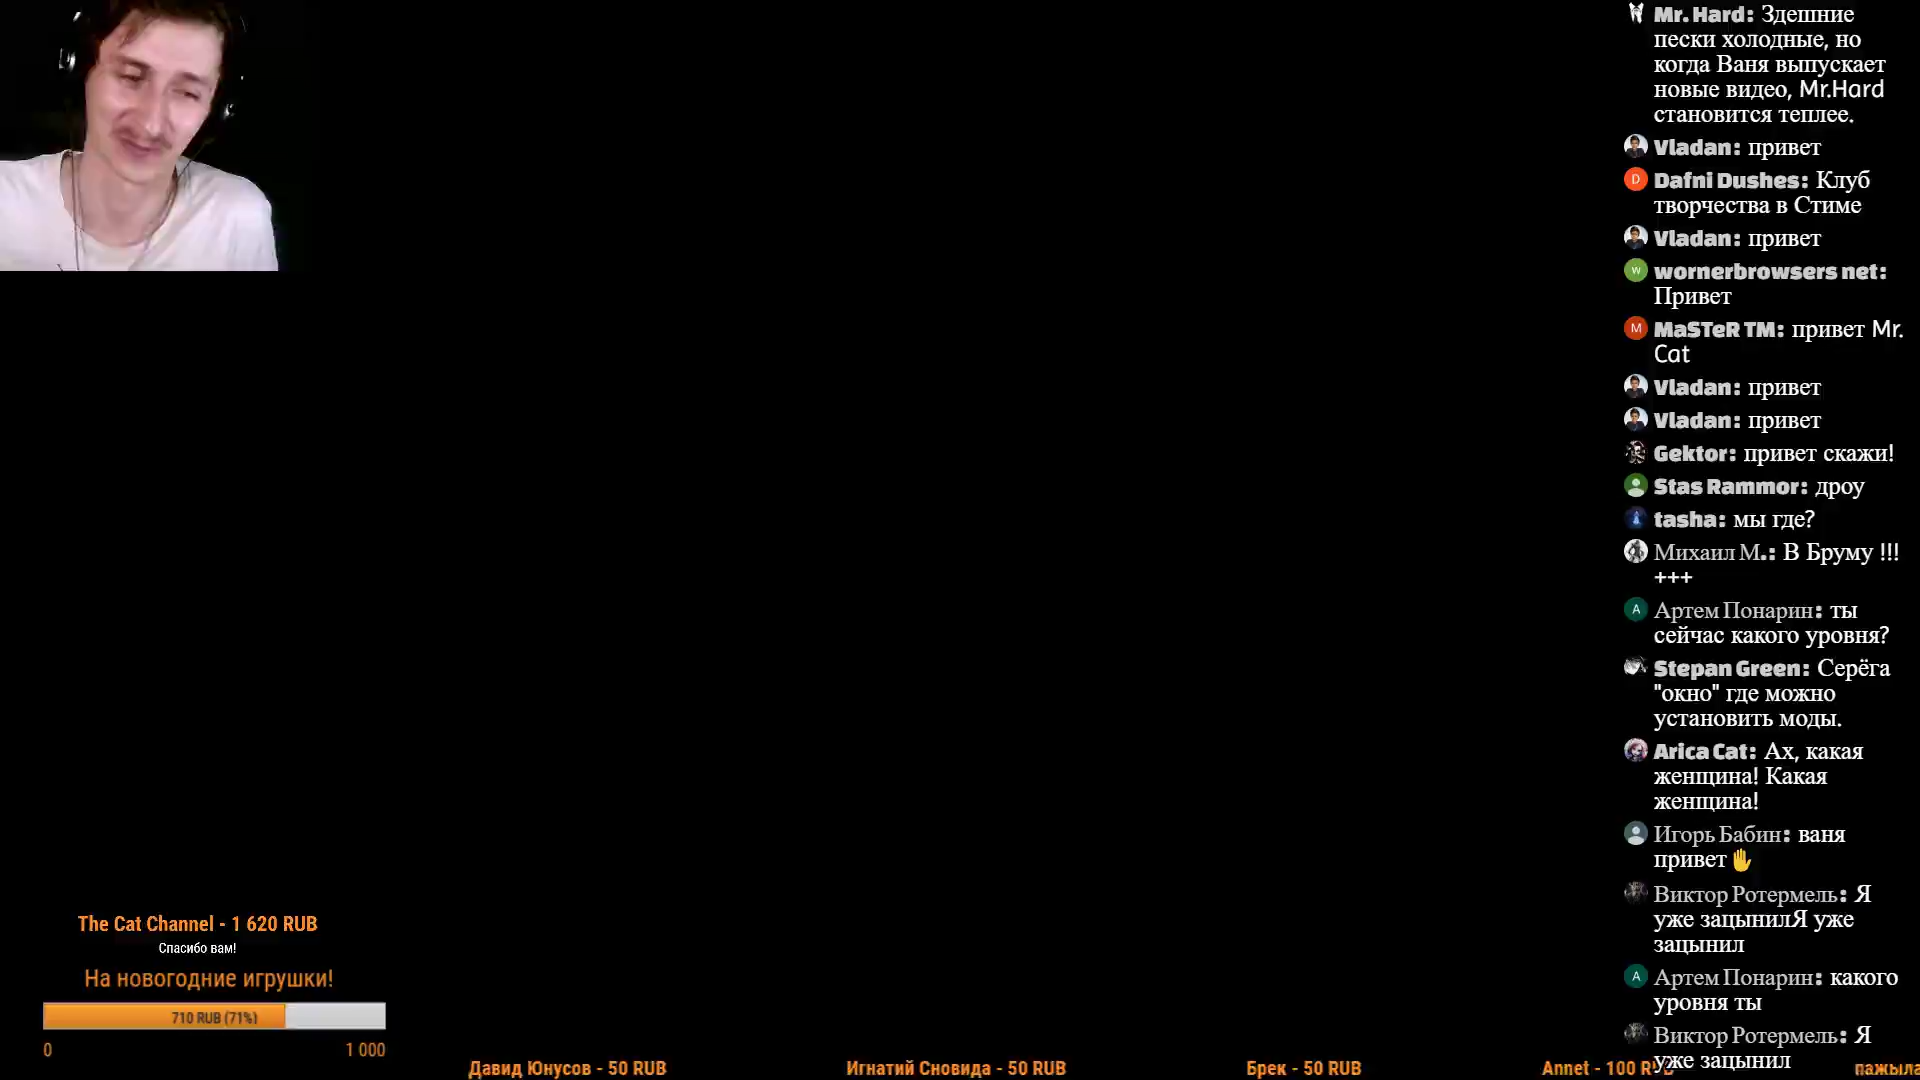 Mr. Hard: Здешние
пески холодные, но
когда Ваня выпускает
новые видео, Mr.Hard
становится теплее.
Vladan: привет
D Dafni Dushes: Клуб
творчества в Стиме
Vladan: привет
w wornerbrowsers net:
Привет
M MaSTeR TM: привет Mr.
Cat
Vladan: привет
Vladan: привет
Gektor: привет скажи!
Stas Rammor: дроу
tasha: мы где?
Михаил М.: В Бруму !!!
+++
А Артем Понарин: ты
сейчас какого уровня?
Stepan Green: Серёга
"окно" где можно
установить моды.
Arica Cat: Ах, какая
женщина! Какая
женщина!
Игорь Бабин: ваня
привет✋
Виктор Ротермель: Я
уже зацынилЯ уже
зацынил
А Артем Понарин: какого
уровня ты
Виктор Ротермель: Я
уже зацынил
The Cat Channel - 1 620 RUB
Спасибо вам!
На новогодние игрушки!
710 RUB (71%)
0 1 000
Давид Юнусов - 50 RUB Игнатий Сновида - 50 RUB Брек - 50 RUB Annet - 100 RUB